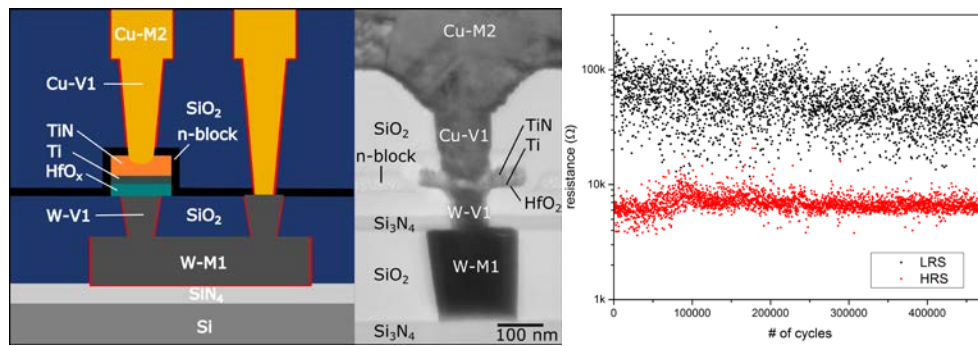 Cu-M2
Cu-V1
SiO2
n-block
TiN
Ti
HfOx
W-V1
SiO2
W-M1
SiN4
Si
Cu-M2
SiO2
Cu-V1
TiN
Ti
n-block
HfO2
W-V1
Si3N4
W-M1
SiO2
Si3N4
100 nm
resistance (Ω)
100k
10k
1k
LRS
HRS
0 100000 200000 300000 400000
# of cycles